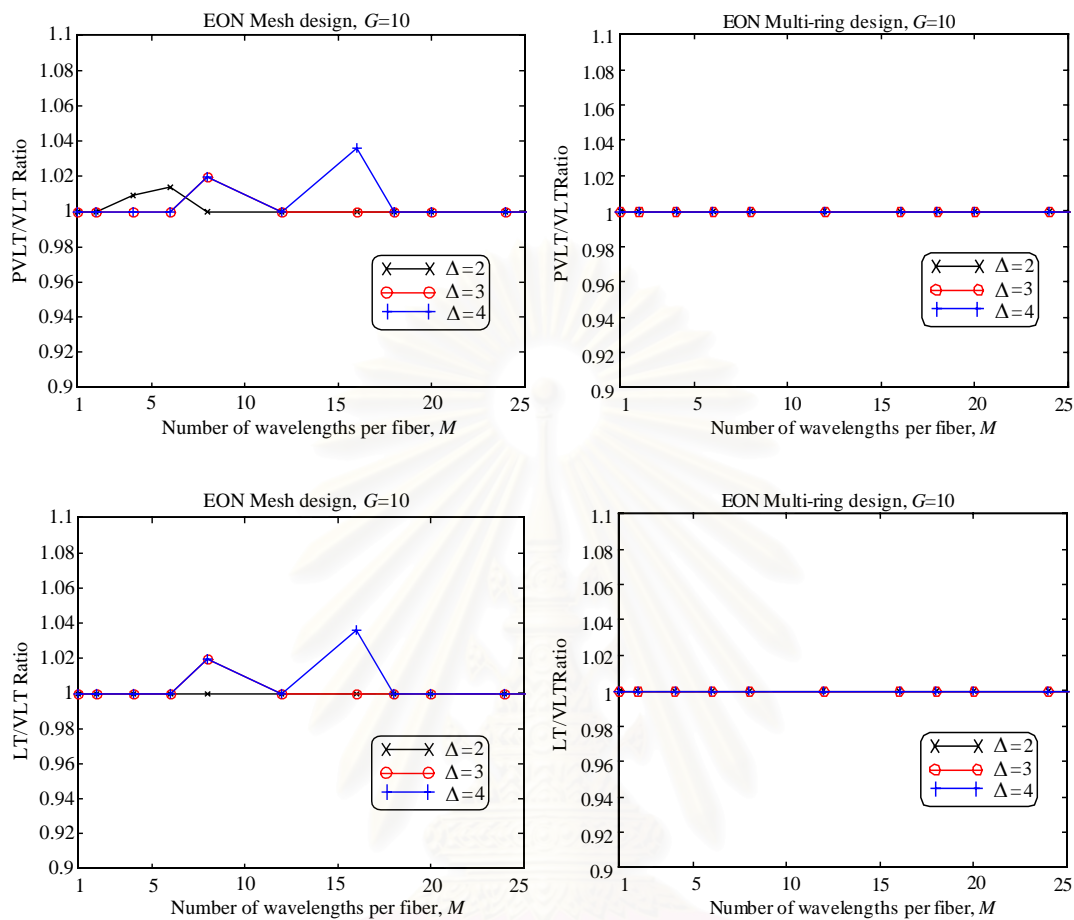 EON Mesh design, G=10
1.1
1.08
1.06
1.04
1.02
1
0.98
0.96
0.94
0.92
0.9
PVLT/VLT Ratio
Δ=2
Δ=3
Δ=4
1 5 10 15 20 25
Number of wavelengths per fiber, M
EON Multi-ring design, G=10
1.1
1.08
1.06
1.04
1.02
1
0.98
0.96
0.94
0.92
0.9
PVLT/VLTRatio
Δ=2
Δ=3
Δ=4
1 5 10 15 20 25
Number of wavelengths per fiber, M
EON Mesh design, G=10
1.1
1.08
1.06
1.04
1.02
1
0.98
0.96
0.94
0.92
0.9
LT/VLT Ratio
Δ=2
Δ=3
Δ=4
1 5 10 15 20 25
Number of wavelengths per fiber, M
EON Multi-ring design, G=10
1.1
1.08
1.06
1.04
1.02
1
0.98
0.96
0.94
0.92
0.9
LT/VLTRatio
Δ=2
Δ=3
Δ=4
1 5 10 15 20 25
Number of wavelengths per fiber, M